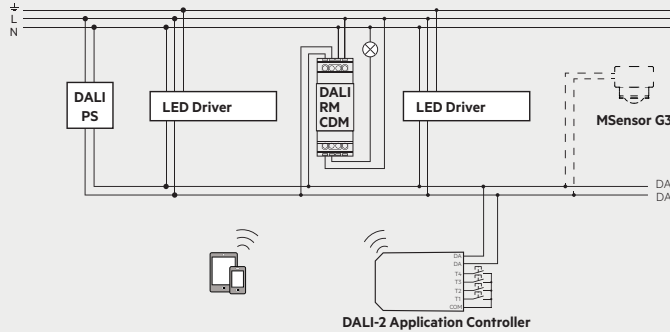 L
N
DALI
PS
LED Driver
DALI
RM
CDM
LED Driver
MSensor G3
DA
DA
DA
DA
T4
T3
T2
T1
COM
DALI-2 Application Controller